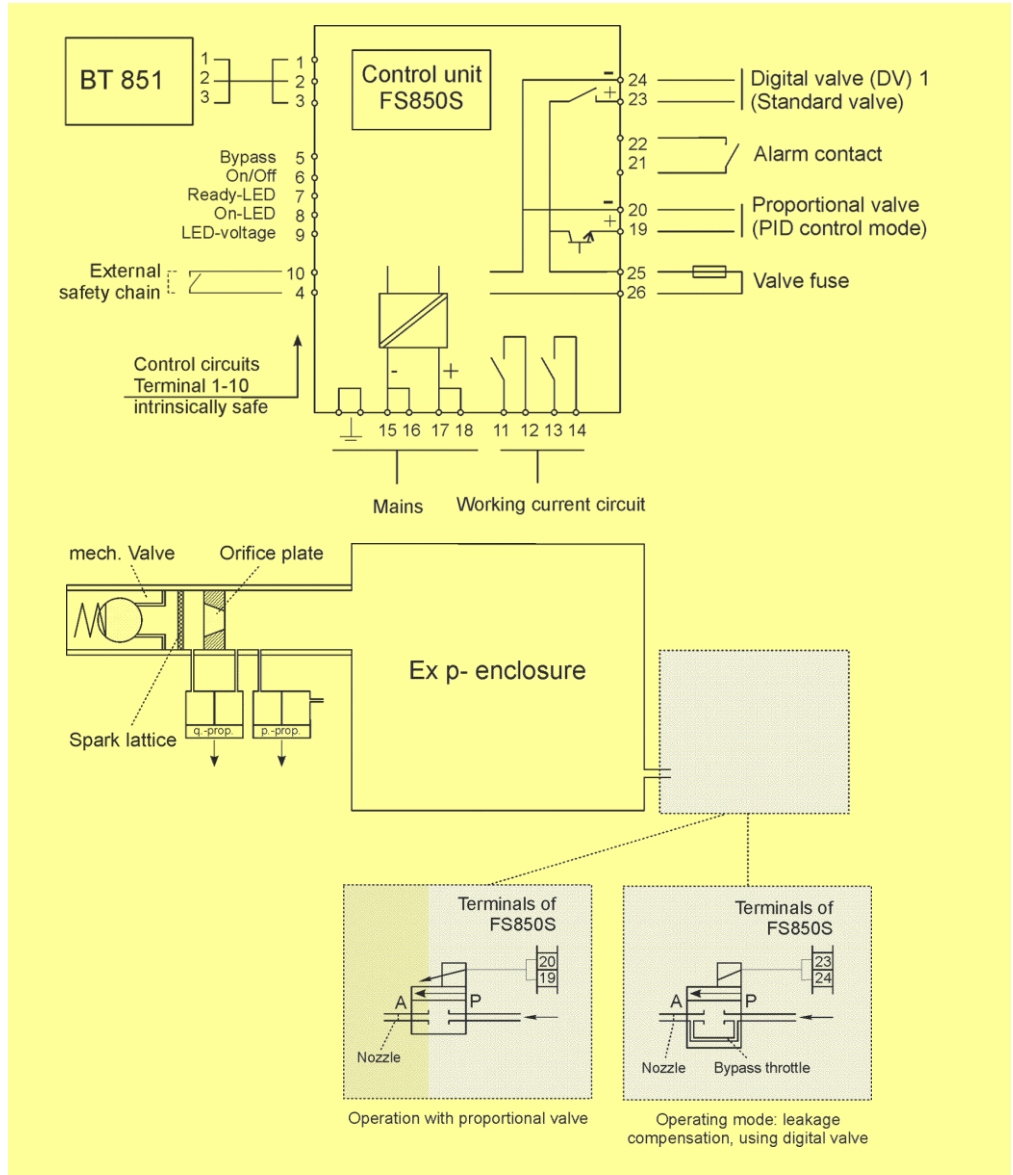 BT 851
1
2
3
1
2
3
Control unit
FS850S
- 24
+ 23
Digital valve (DV) 1
(Standard valve)
22
21
Alarm contact
Bypass 5
On/Off 6
Ready-LED 7
On-LED 8
LED-voltage 9
- 20
+ 19
Proportional valve
(PID control mode)
External
safety chain
10
4
25
26
Valve fuse
Control circuits
Terminal 1-10
intrinsically safe
- +
15 16 17 18 11 12 13 14
Mains
Working current circuit
mech. Valve
Orifice plate
Ex p- enclosure
q.-prop.
p.-prop.
Spark lattice
Terminals of
FS850S
20
19
A P
Nozzle
Operation with proportional valve
Terminals of
FS850S
23
24
A P
Nozzle
Bypass throttle
Operating mode: leakage
compensation, using digital valve